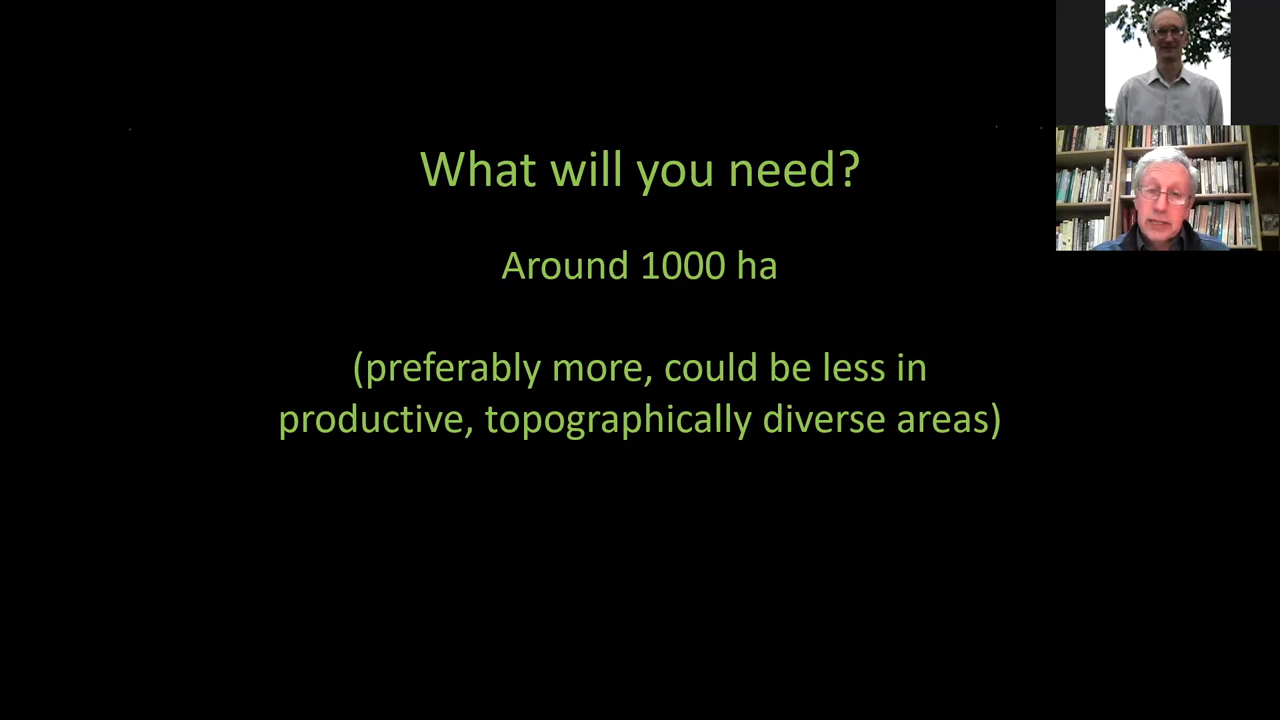 What will you need?
Around 1000 ha
(preferably more, could be less in
productive, topographically diverse areas)